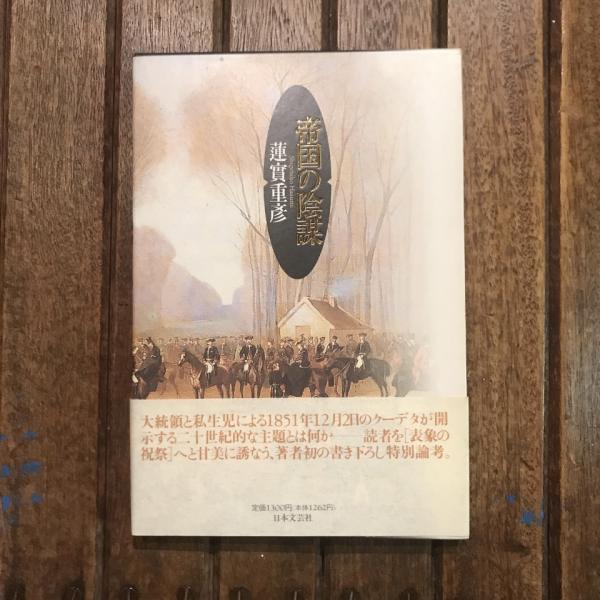 帝国の陰謀
蓮實重彦
Shigehiko Hasumi
大統領と私生児による1851年12月2日のクーデタが開
示する二十世紀的な主題とは何か――読者を[表象の
祝祭]へと甘美に誘なう、著者初の書き下ろし特別論考。
定価1300円(本体1262円)
日本文芸社